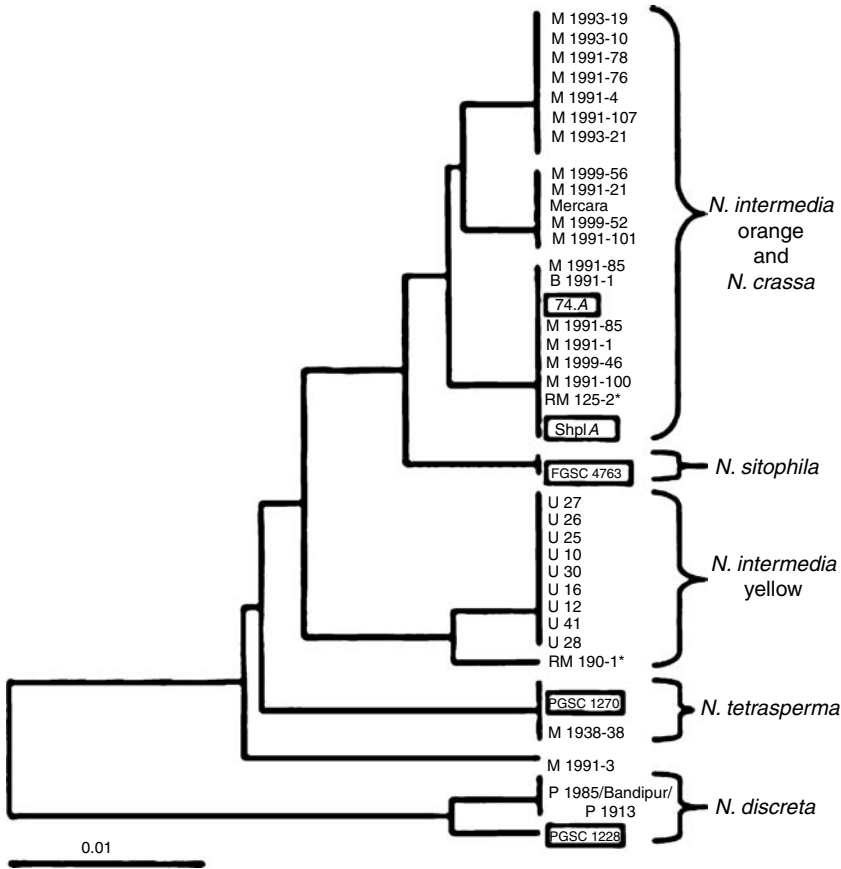 M 1993-19
M 1993-10
M 1991-78
M 1991-76
M 1991-4
M 1991-107
M 1993-21
M 1999-56
M 1991-21
Mercara
M 1999-52
M 1991-101
M 1991-85
B 1991-1
74.A
M 1991-85
M 1991-1
M 1999-46
M 1991-100
RM 125-2*
Shpl A
N. intermedia
orange
and
N. crassa
FGSC 4763
N. sitophila
U 27
U 26
U 25
U 10
U 30
U 16
U 12
U 41
U 28
RM 190-1*
N. intermedia
yellow
PGSC 1270
M 1938-38
N. tetrasperma
M 1991-3
P 1985/Bandipur/
P 1913
PGSC 1228
N. discreta
0.01